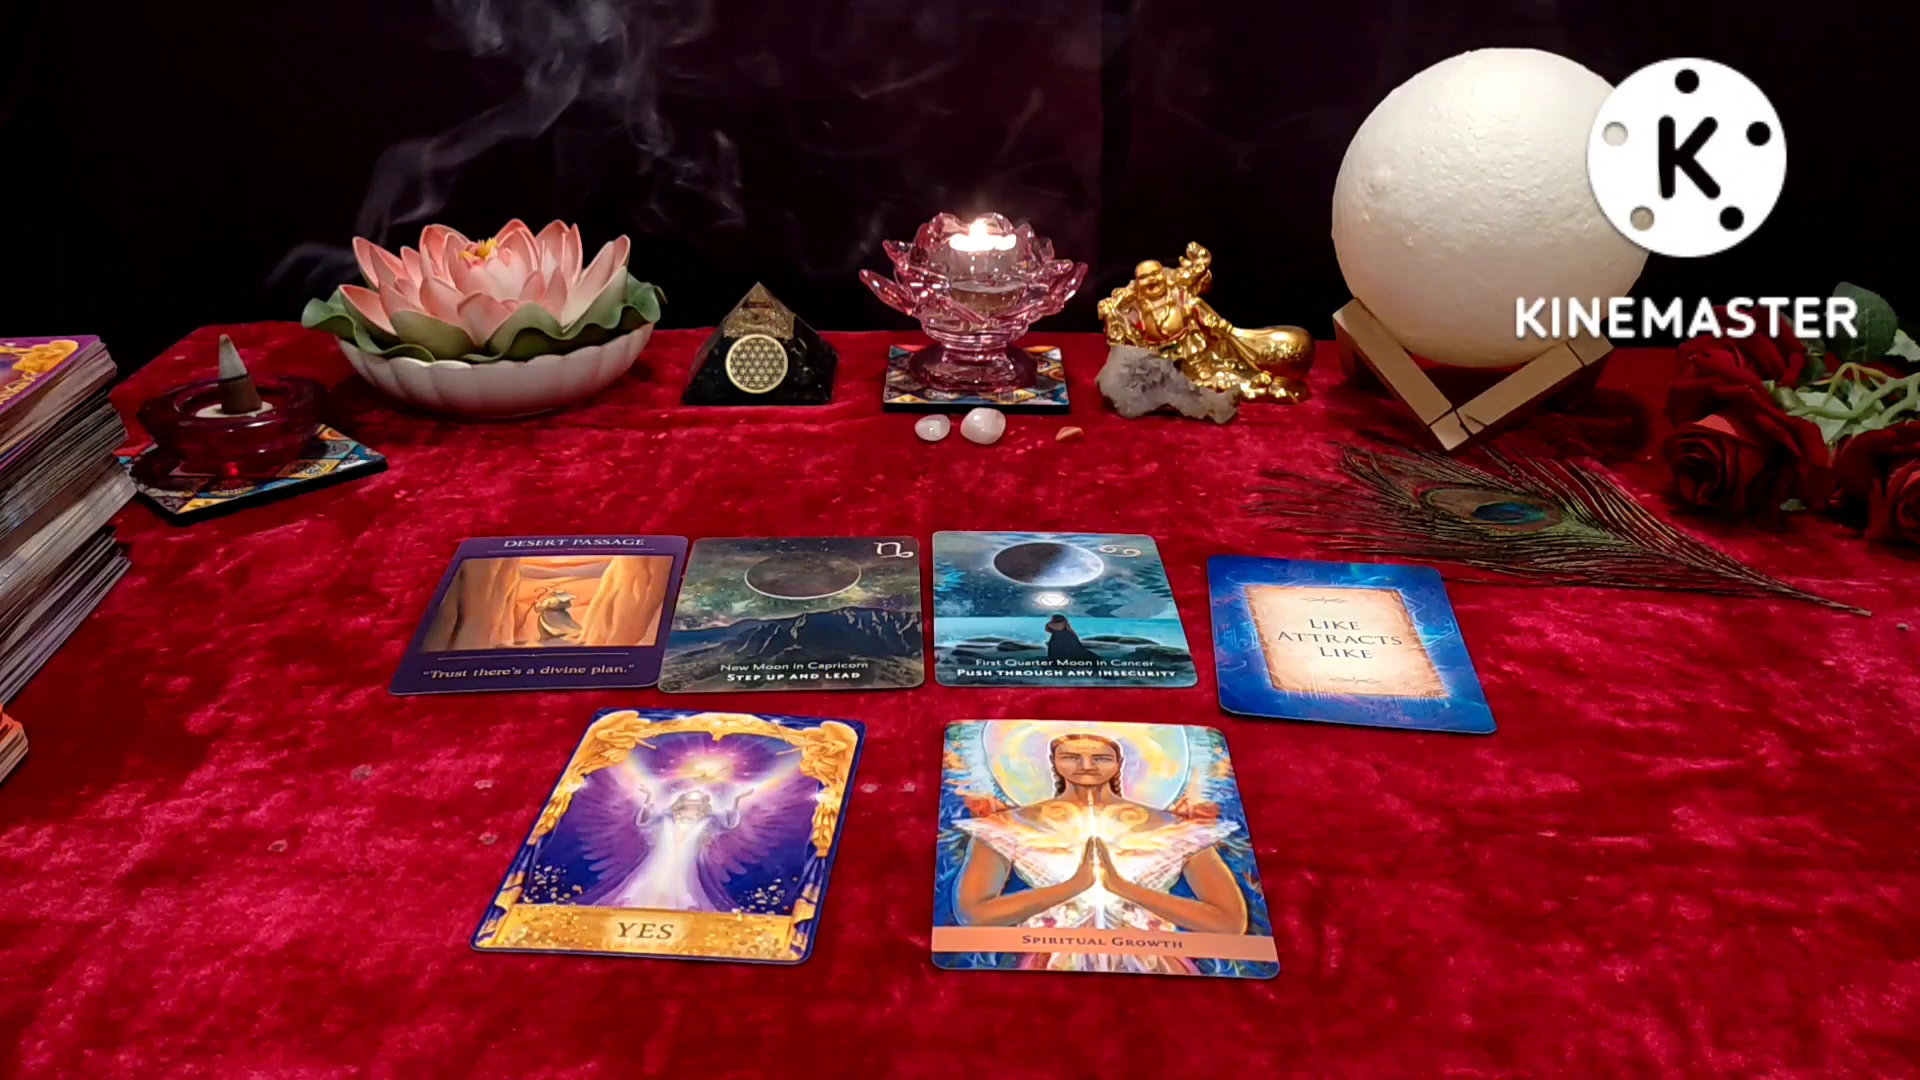 K
KINEMASTER
DESERT PASSAGE
"Trust there's a divine plan."
New Moon in Capricorn
STEP UP AND LEAD
First Quarter Moon in Cancer
PUSH THROUGH ANY INSECURITY
LIKE
ATTRACTS
LIKE
YES
SPIRITUAL GROWTH